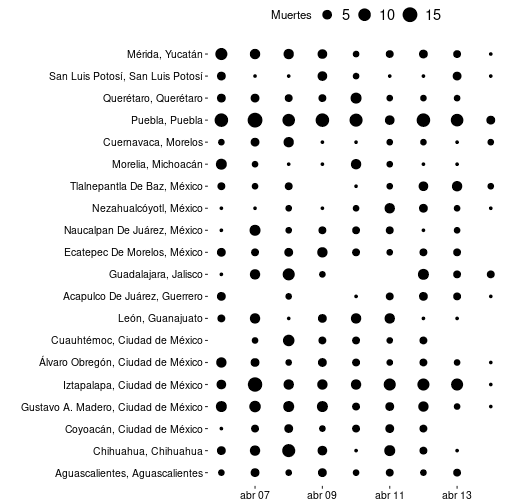 Muertes 5 10 15
Mérida, Yucatán
San Luis Potosí, San Luis Potosí
Querétaro, Querétaro
Puebla, Puebla
Cuernavaca, Morelos
Morelia, Michoacán
Tlalnepantla De Baz, México
Nezahualcóyotl, México
Naucalpan De Juárez, México
Ecatepec De Morelos, México
Guadalajara, Jalisco
Acapulco De Juárez, Guerrero
León, Guanajuato
Cuauhtémoc, Ciudad de México
Álvaro Obregón, Ciudad de México
Iztapalapa, Ciudad de México
Gustavo A. Madero, Ciudad de México
Coyoacán, Ciudad de México
Chihuahua, Chihuahua
Aguascalientes, Aguascalientes
abr 07 abr 09 abr 11 abr 13